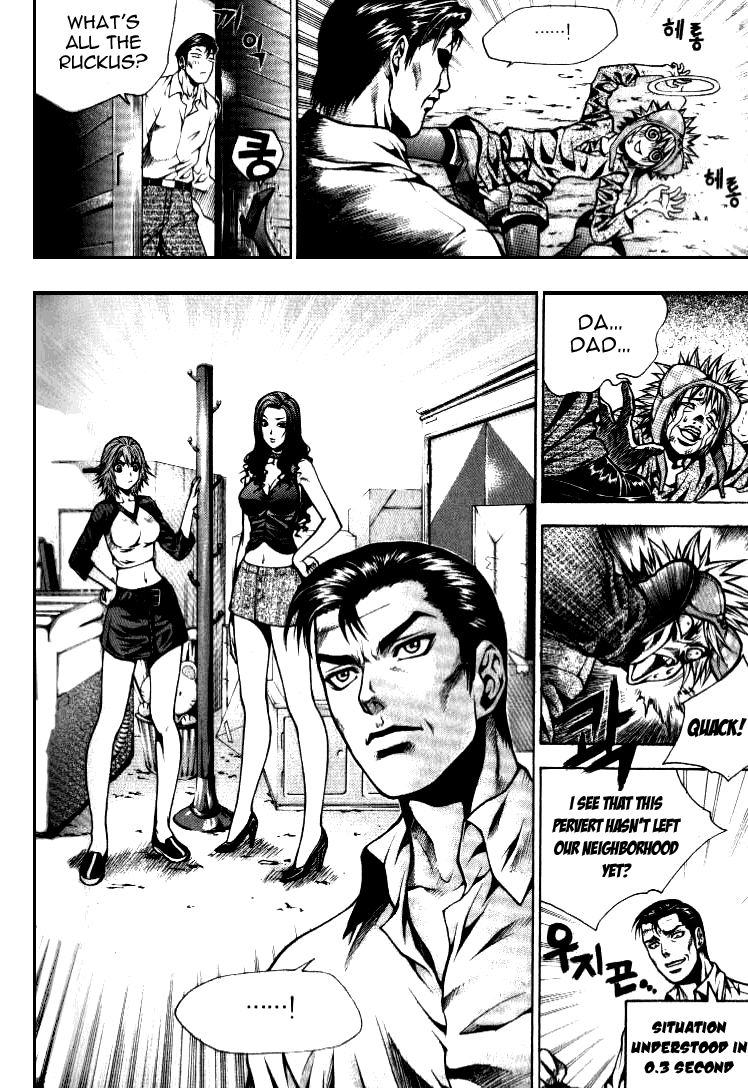 WHAT'S
ALL THE
RUCKUS?
끼
익
쿵
......!
헤롱
헤롱
......!
DA...
DAD...
QUACK!
콱
I SEE THAT THIS
PERVERT HASN'T LEFT
OUR NEIGHBORHOOD
YET?
우지끈...
SITUATION
UNDERSTOOD IN
0.3 SECOND